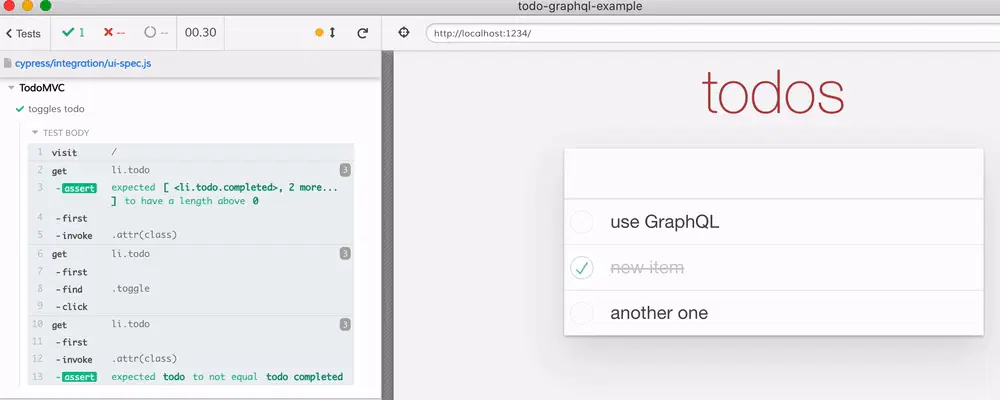 todo-graphql-example
Tests 1 -- -- 00.30 http://localhost:1234/
cypress/integration/ui-spec.js
TodoMVC
toggles todo
TEST BODY
1 visit /
2 get li.todo 3
3 -assert expected [ <li.todo.completed>, 2 more...
] to have a length above 0
4 -first
5 -invoke .attr(class)
6 get li.todo 3
7 -first
8 -find .toggle
9 -click
10 get li.todo 3
11 -first
12 -invoke .attr(class)
13 -assert expected todo to not equal todo completed
todos
use GraphQL
new item
another one